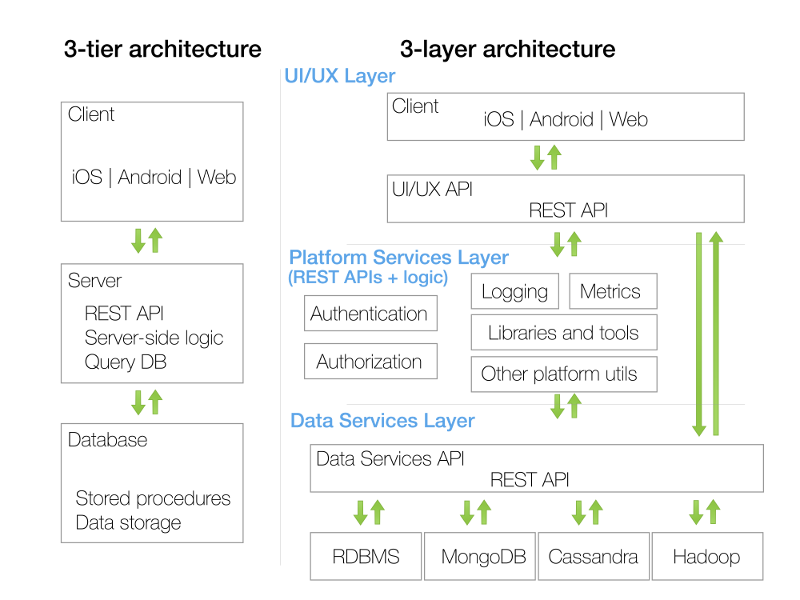 3-tier architecture
Client
iOS | Android | Web
Server
REST API
Server-side logic
Query DB
Database
Stored procedures
Data storage
3-layer architecture
UI/UX Layer
Client
iOS | Android | Web
UI/UX API
REST API
Platform Services Layer
(REST APIs + logic)
Authentication
Authorization
Logging
Metrics
Libraries and tools
Other platform utils
Data Services Layer
Data Services API
REST API
RDBMS
MongoDB
Cassandra
Hadoop